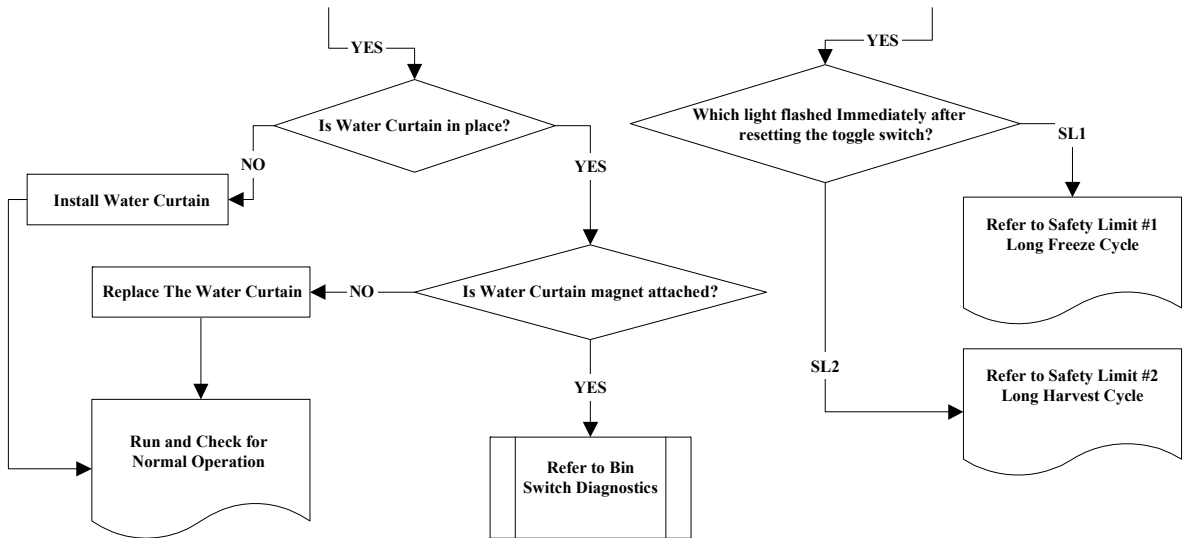 YES
Is Water Curtain in place?
NO
YES
Install Water Curtain
Is Water Curtain magnet attached?
NO
Replace The Water Curtain
YES
Run and Check for
Normal Operation
Refer to Bin
Switch Diagnostics
YES
Which light flashed Immediately after
resetting the toggle switch?
SL1
Refer to Safety Limit #1
Long Freeze Cycle
SL2
Refer to Safety Limit #2
Long Harvest Cycle